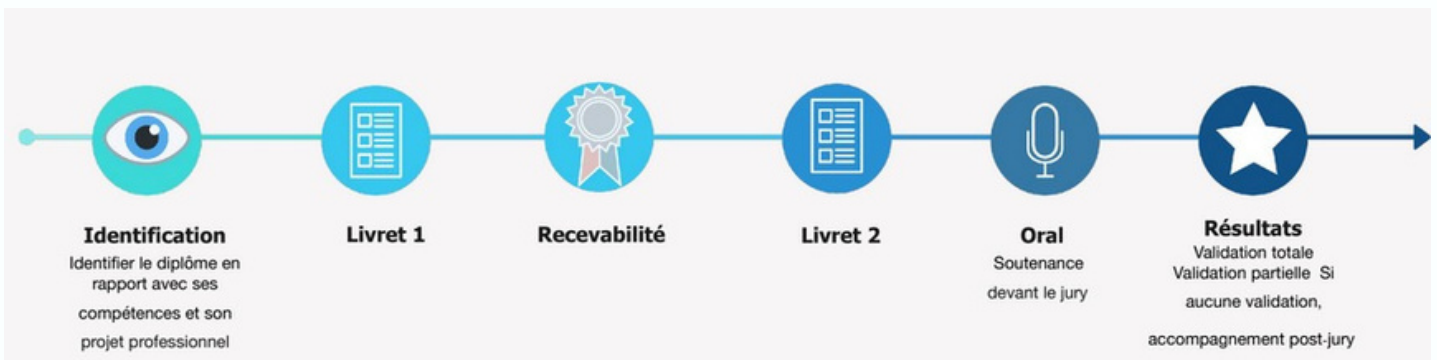 Identification
Identifier le diplôme en
rapport avec ses
compétences et son
projet professionnel
Livret 1
Recevabilité
Livret 2
Oral
Soutenance
devant le jury
Résultats
Validation totale
Validation partielle Si
aucune validation,
accompagnement post-jury